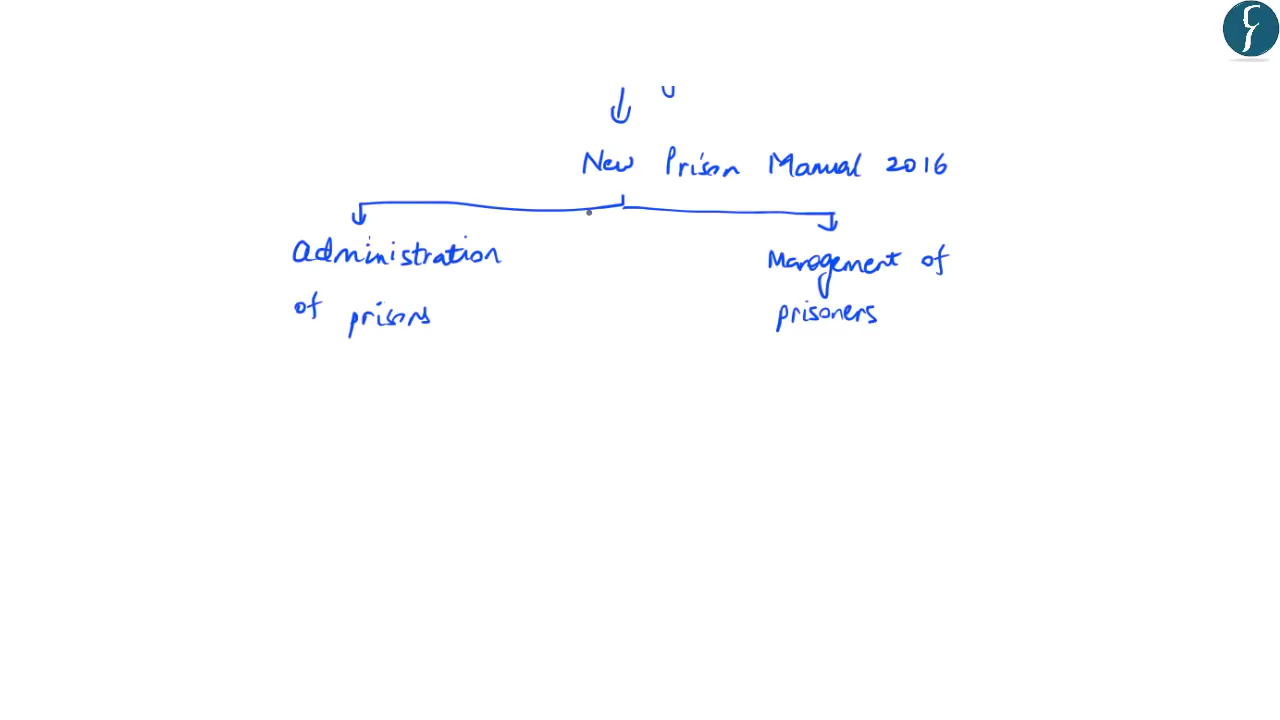 New Prison Manual 2016
Administration
of prisons
Management of
prisoners